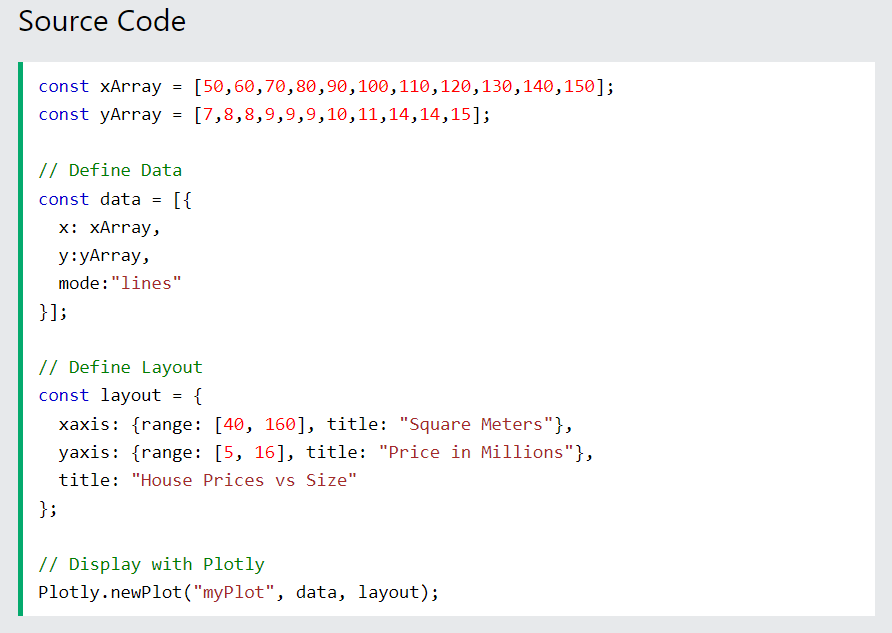 Source Code
const xArray = [50,60,70,80,90,100,110,120,130,140,150];
const yArray = [7,8,8,9,9,9,10,11,14,14,15];
// Define Data
const data = [{
  x: xArray,
  y:yArray,
  mode:"lines"
}];
// Define Layout
const layout = {
  xaxis: {range: [40, 160], title: "Square Meters"},
  yaxis: {range: [5, 16], title: "Price in Millions"},
  title: "House Prices vs Size"
};
// Display with Plotly
Plotly.newPlot("myPlot", data, layout);